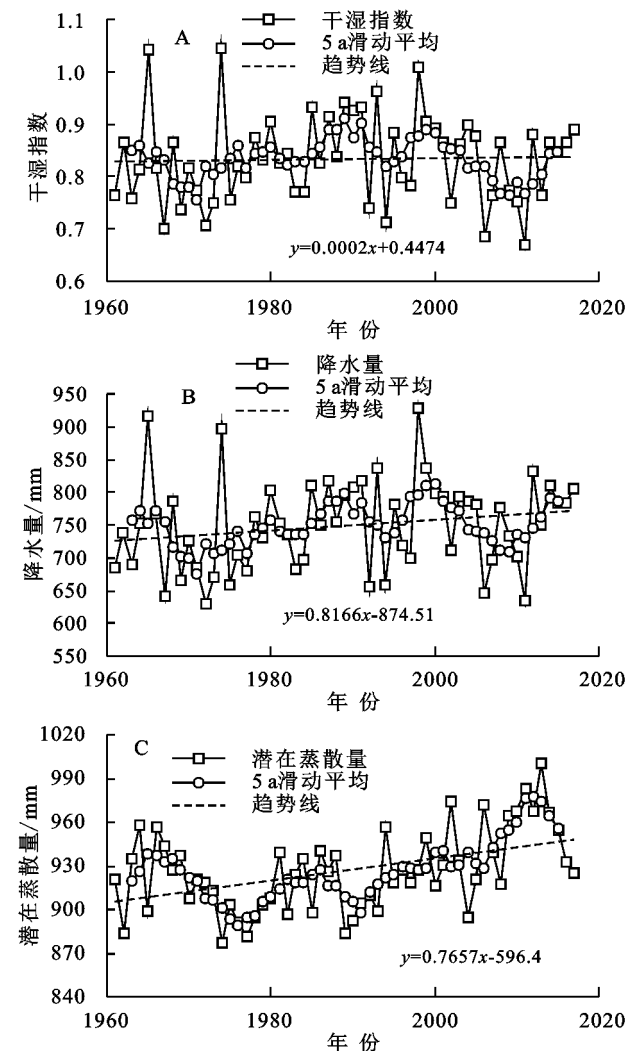 A
干湿指数
5 a滑动平均
趋势线
干湿指数
1.1
1.0
0.9
0.8
0.7
0.6
y=0.0002x+0.4474
1960
1980
2000
2020
年 份
B
降水量
5 a滑动平均
趋势线
降水量/mm
950
900
850
800
750
700
650
600
550
y=0.8166x-874.51
1960
1980
2000
2020
年 份
C
潜在蒸散量
5 a滑动平均
趋势线
潜在蒸散量/mm
1020
990
960
930
900
870
840
y=0.7657x-596.4
1960
1980
2000
2020
年 份